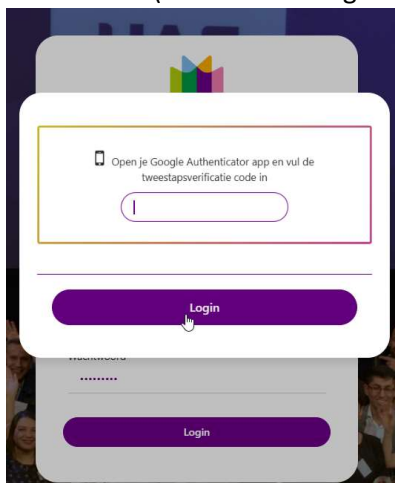 Open je Google Authenticator app en vul de
tweestapsverificatie code in
Login
Wachtwoord
Login